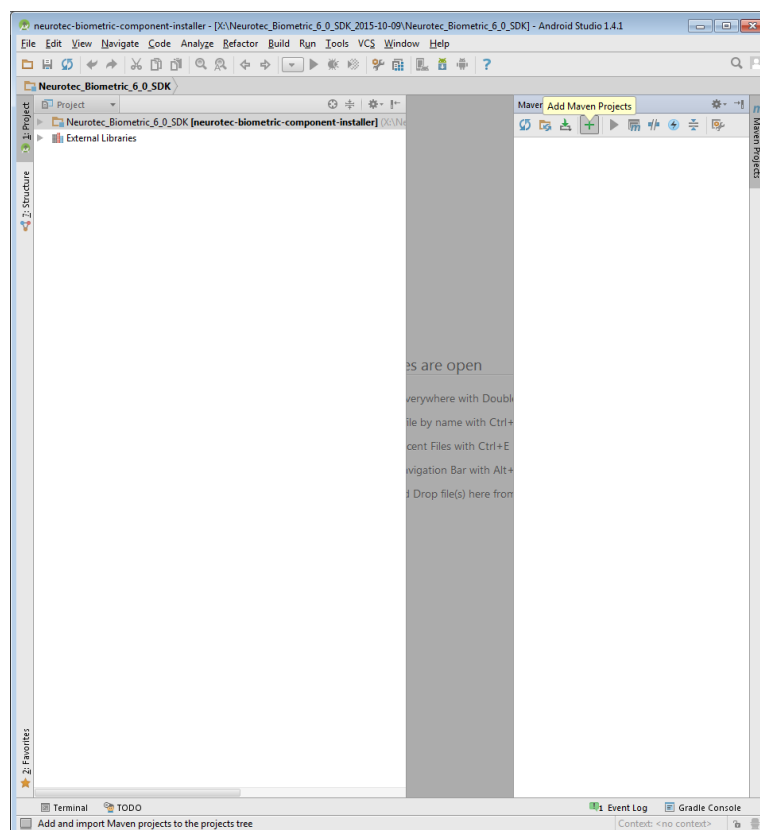 neurotec-biometric-component-installer - [X:\Neurotec_Biometric_6_0_SDK_2015-10-09\Neurotec_Biometric_6_0_SDK] - Android Studio 1.4.1
File Edit View Navigate Code Analyze Refactor Build Run Tools VCS Window Help
Neurotec_Biometric_6_0_SDK
Project
Maven
Add Maven Projects
Neurotec_Biometric_6_0_SDK [neurotec-biometric-component-installer] (X:\Ne
External Libraries
1: Project
7: Structure
2: Favorites
Maven Projects
es are open
verywhere with Double
ile by name with Ctrl+
cent Files with Ctrl+E
avigation Bar with Alt+
d Drop file(s) here from
Terminal TODO
1 Event Log Gradle Console
Add and import Maven projects to the projects tree
Context: <no context>